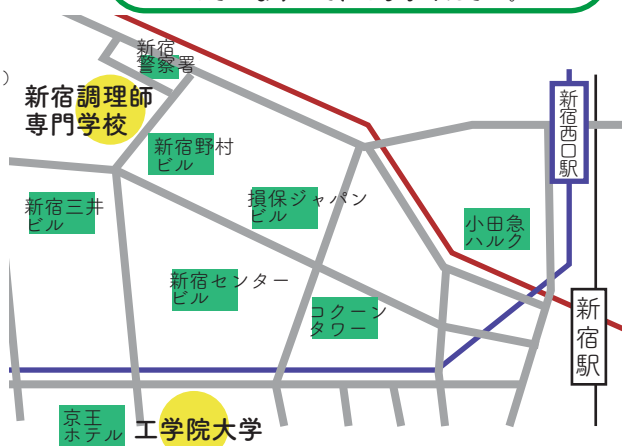 新宿
警察署
新宿調理師
専門学校
新宿野村
ビル
新宿西口駅
損保ジャパン
ビル
新宿三井
ビル
小田急
ハルク
新宿センター
ビル
コクーン
タワー
新宿駅
京王
ホテル
工学院大学